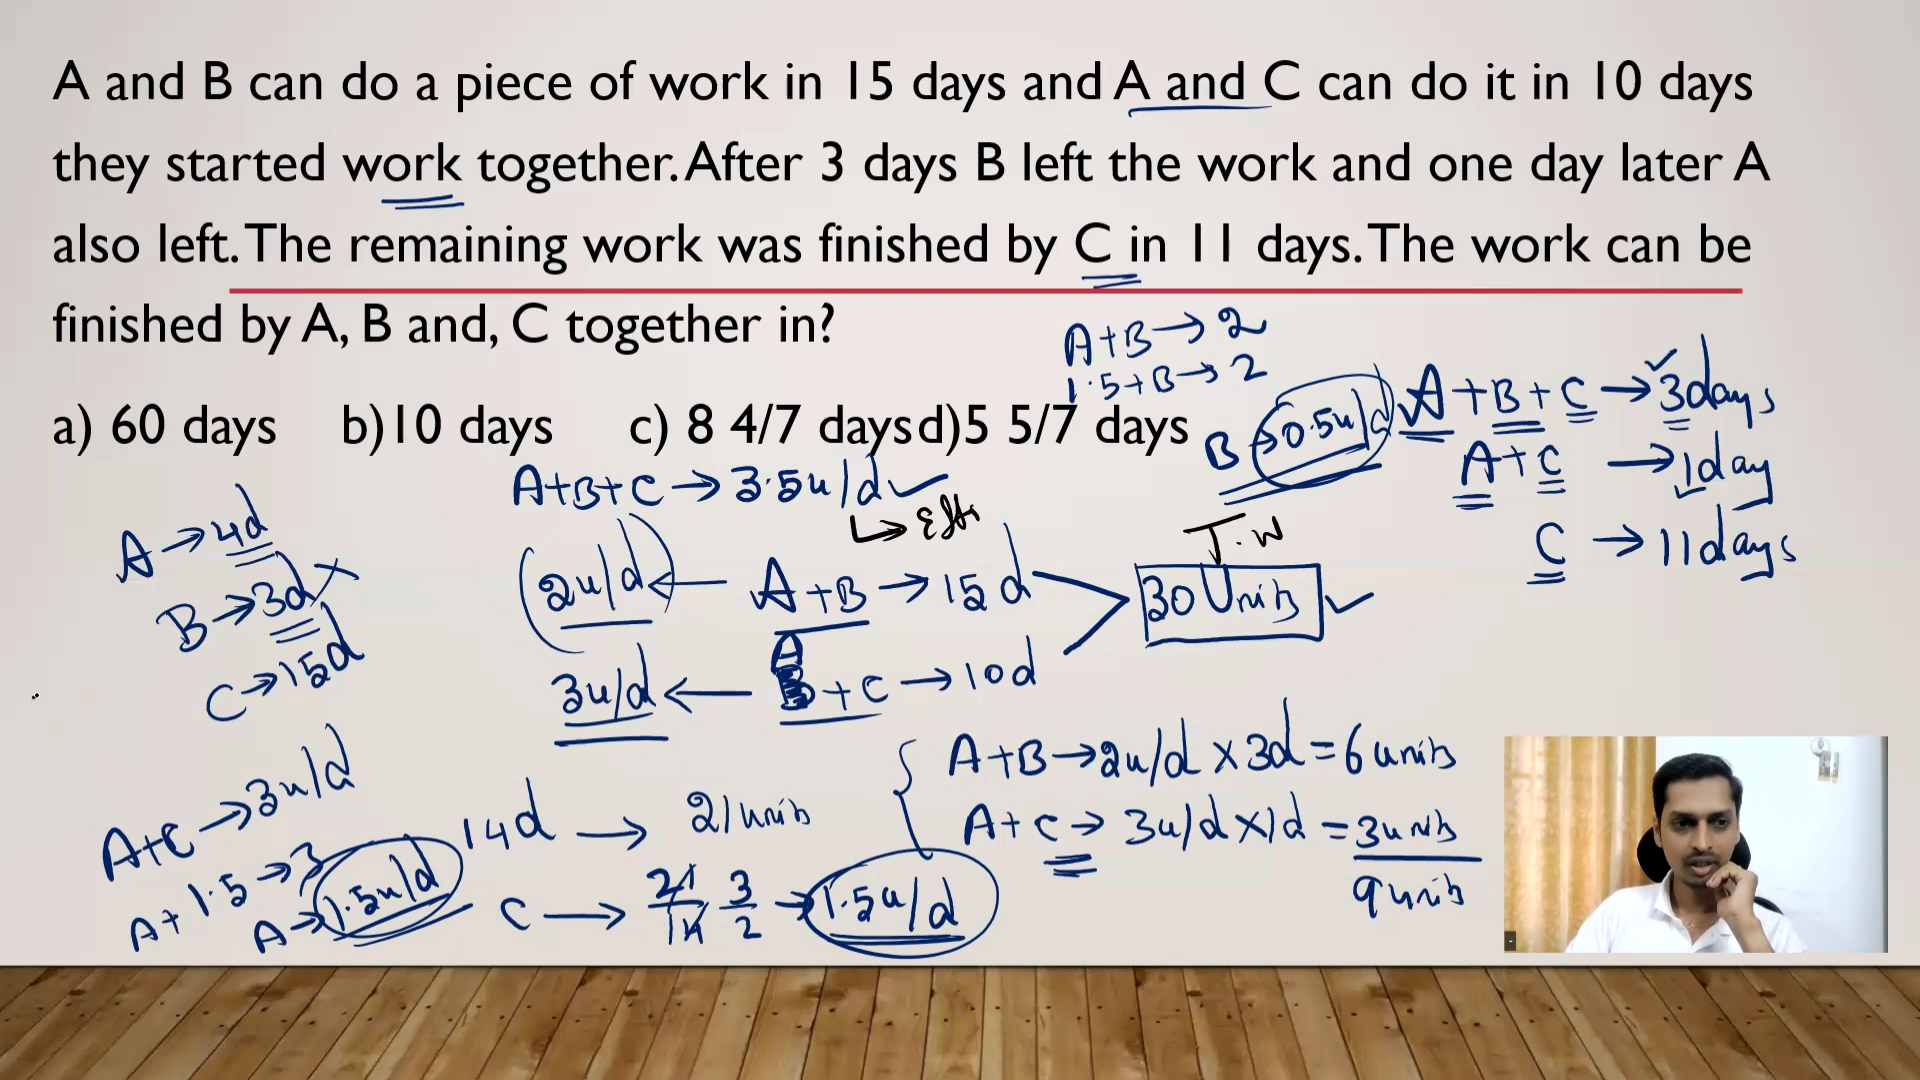 A and B can do a piece of work in 15 days and A and C can do it in 10 days
they started work together. After 3 days B left the work and one day later A
also left. The remaining work was finished by C in 11 days. The work can be
finished by A, B and, C together in?
A+B→2
1.5+B→2
B→0.5u/d
A+B+C→3days
A+C→1day
C→11days
a) 60 days b)10 days c) 8 4/7 days d)5 5/7 days
A+B+C→3.5u/d
↳
T.W
A→4d
B→3d
C→15d
2u/d←A+B→15d
30 Units
3u/d←A+C→10d
A+C→3u/d
A+1.5→3
A→1.5u/d
14d→21units
C→21/14 3/2→1.5u/d
A+B→2u/d×3d=6units
A+C→3u/d×1d=3units
9units